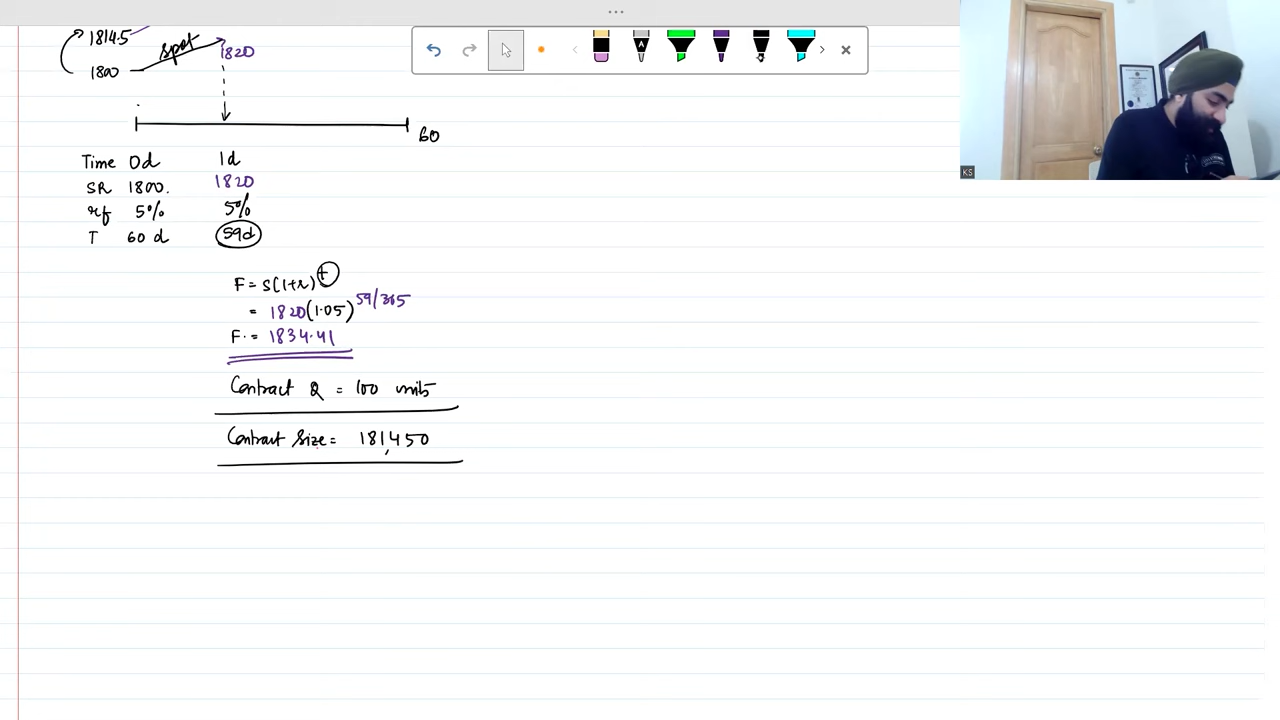 1814.5
spot
1820
1800
60
Time 0d 1d
SR 1800. 1820
rf 5% 5%
T 60 d 59d
F = S(1+r)^t
= 1820(1.05)^59/365
F. = 1834.41
Contract Q = 100 units
Contract Size = 181,450
KS